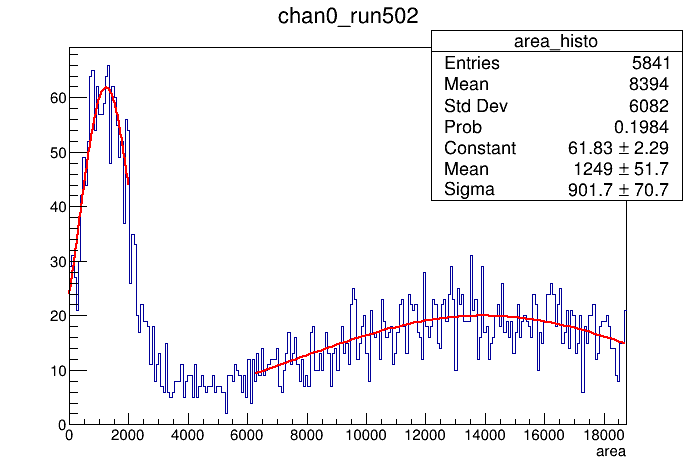 chan0_run502
area_histo
Entries 5841
Mean 8394
Std Dev 6082
Prob 0.1984
Constant 61.83 ± 2.29
Mean 1249 ± 51.7
Sigma 901.7 ± 70.7
60
50
40
30
20
10
0
0 2000 4000 6000 8000 10000 12000 14000 16000 18000
area